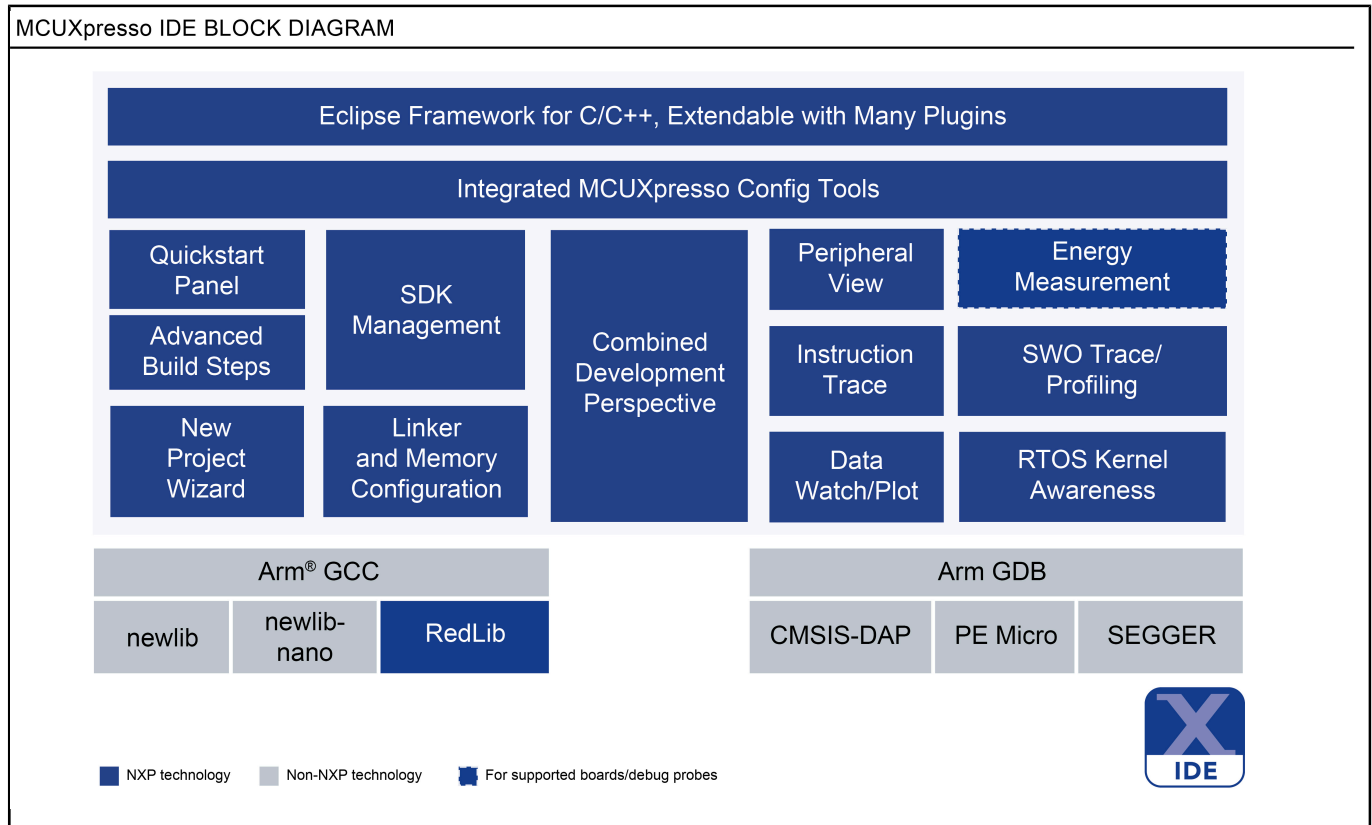 MCUXpresso IDE BLOCK DIAGRAM
Eclipse Framework for C/C++, Extendable with Many Plugins
Integrated MCUXpresso Config Tools
Quickstart
Panel
Advanced
Build Steps
New
Project
Wizard
SDK
Management
Linker
and Memory
Configuration
Combined
Development
Perspective
Peripheral
View
Energy
Measurement
Instruction
Trace
SWO Trace/
Profiling
Data
Watch/Plot
RTOS Kernel
Awareness
Arm® GCC
newlib
newlib-
nano
RedLib
Arm GDB
CMSIS-DAP
PE Micro
SEGGER
X
IDE
NXP technology
Non-NXP technology
For supported boards/debug probes